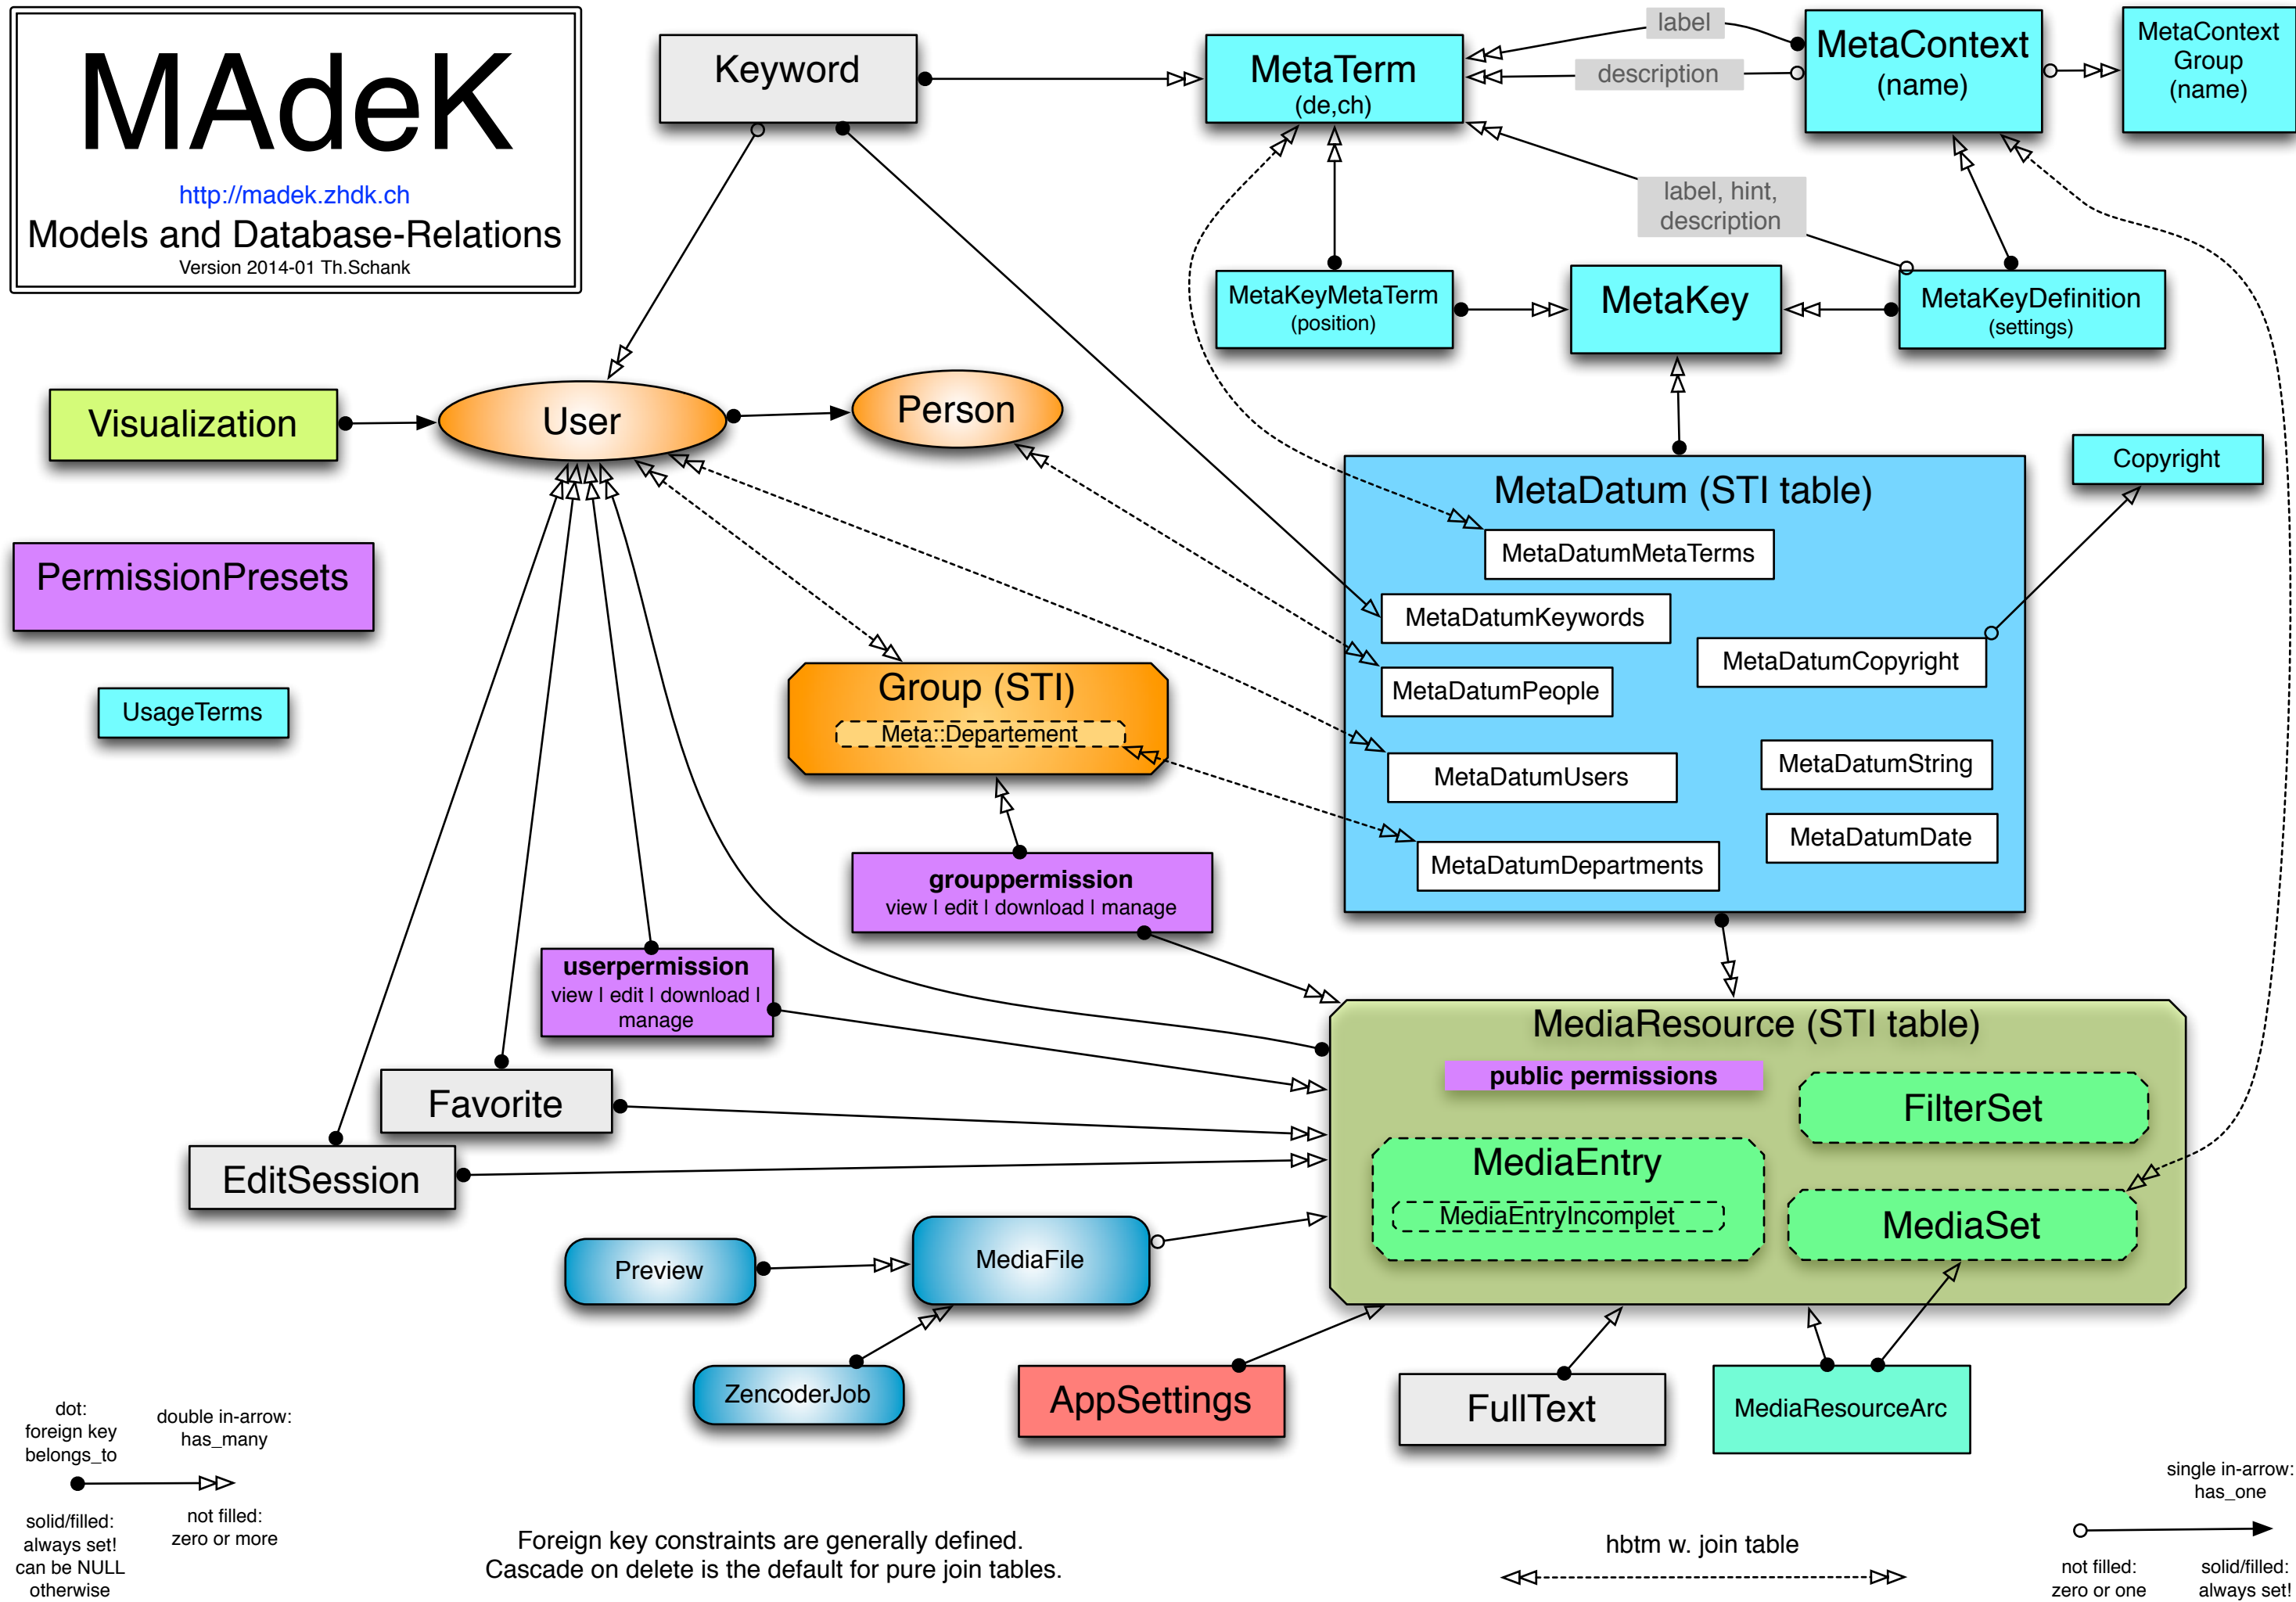 MAdeK
http://madek.zhdk.ch
Models and Database-Relations
Version 2014-01 Th.Schank
Keyword
MetaTerm
(de,ch)
label
description
MetaContext
(name)
MetaContext
Group
(name)
label, hint,
description
MetaKeyMetaTerm
(position)
MetaKey
MetaKeyDefinition
(settings)
Visualization
User
Person
Copyright
MetaDatum (STI table)
MetaDatumMetaTerms
MetaDatumKeywords
MetaDatumCopyright
MetaDatumPeople
MetaDatumString
MetaDatumUsers
MetaDatumDate
MetaDatumDepartments
PermissionPresets
UsageTerms
Group (STI)
Meta::Departement
grouppermission
view | edit | download | manage
userpermission
view | edit | download |
manage
Favorite
EditSession
MediaResource (STI table)
public permissions
FilterSet
MediaEntry
MediaEntryIncomplet
MediaSet
Preview
MediaFile
ZencoderJob
AppSettings
FullText
MediaResourceArc
dot:
foreign key
belongs_to
double in-arrow:
has_many
solid/filled:
always set!
can be NULL
otherwise
not filled:
zero or more
Foreign key constraints are generally defined.
Cascade on delete is the default for pure join tables.
hbtm w. join table
single in-arrow:
has_one
not filled:
zero or one
solid/filled:
always set!